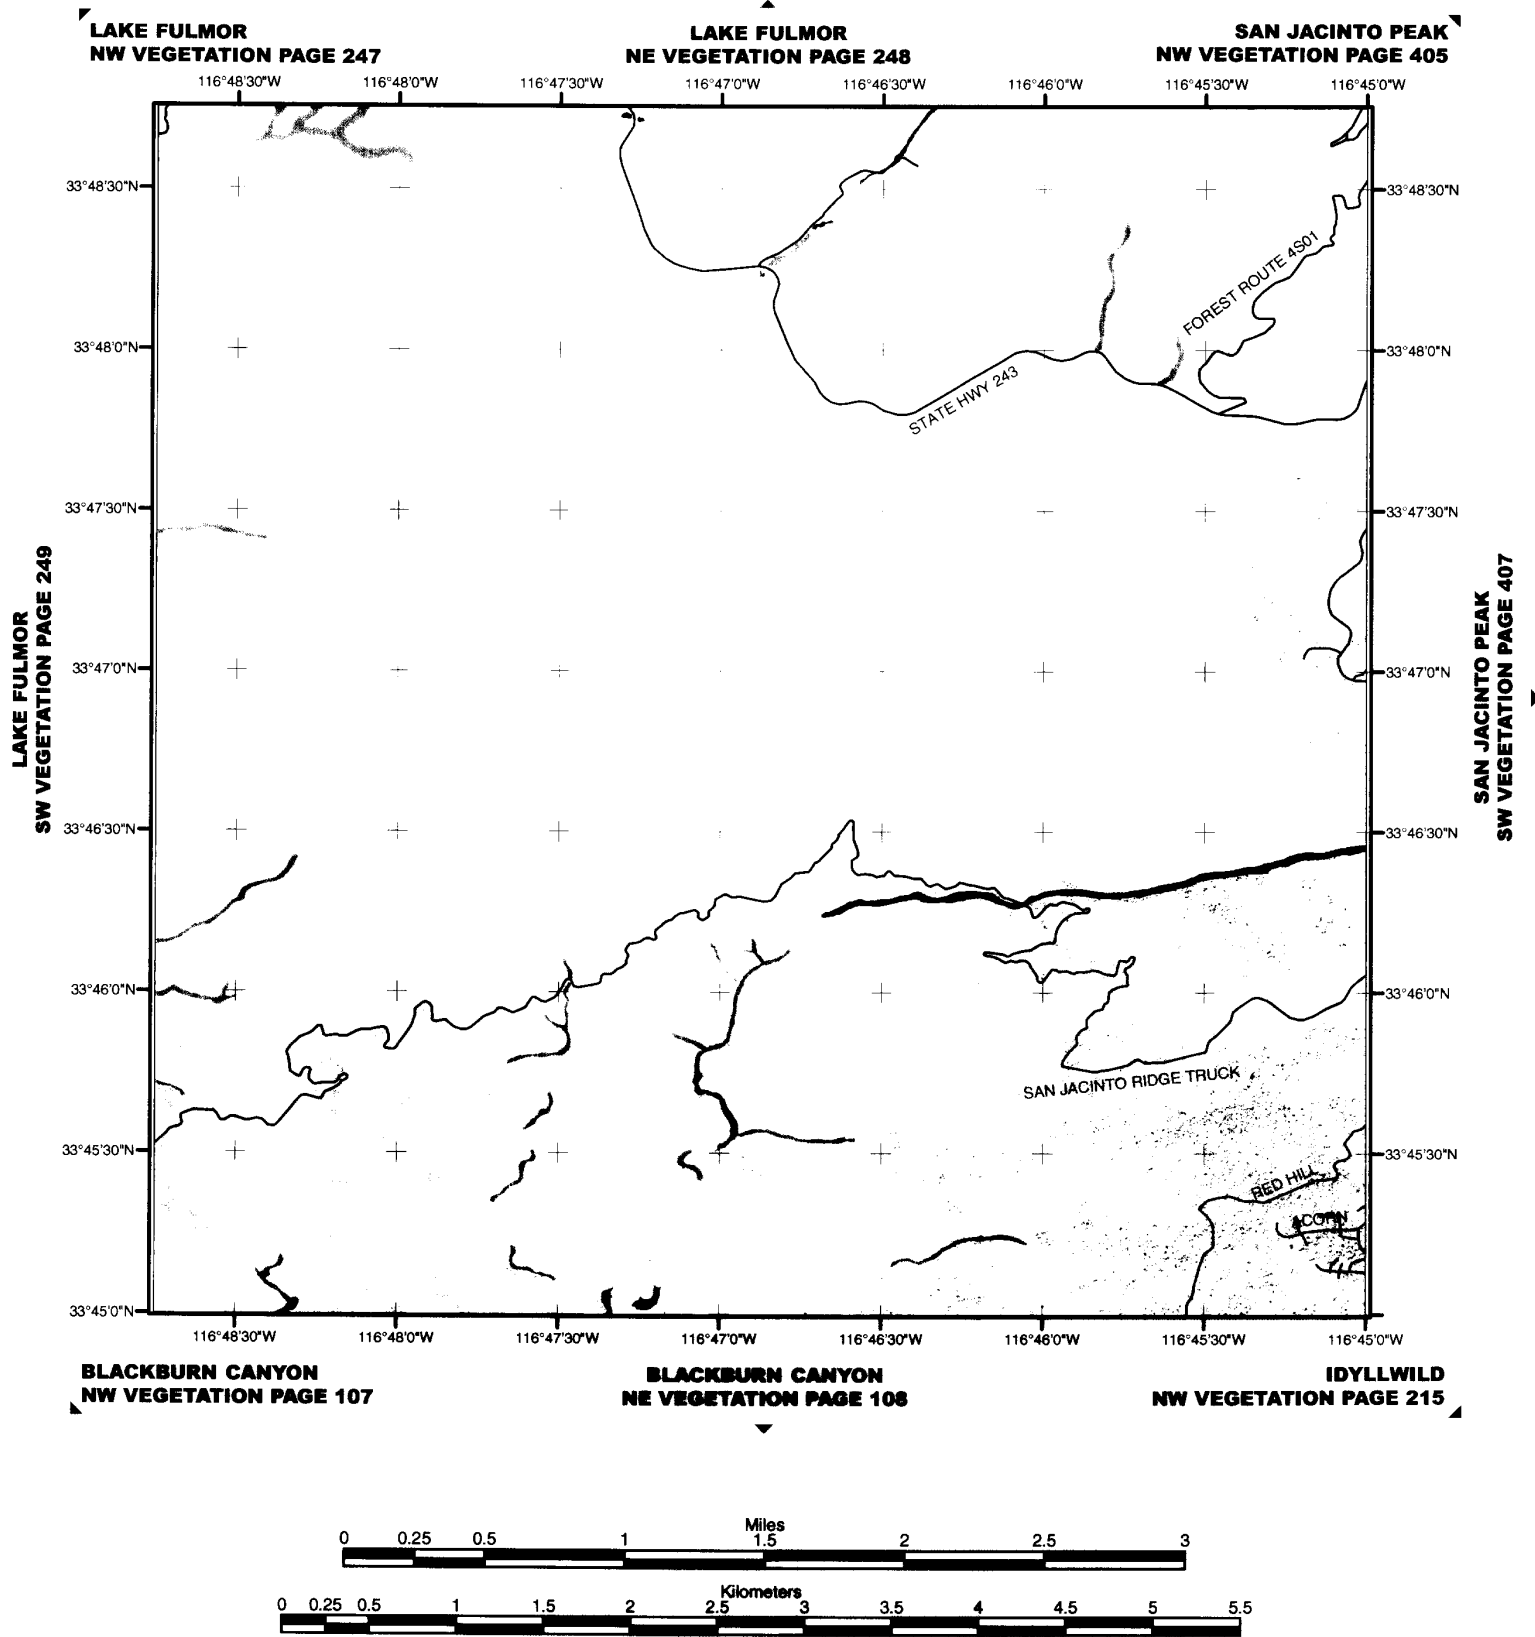 LAKE FULMOR
NW VEGETATION PAGE 247
LAKE FULMOR
NE VEGETATION PAGE 248
SAN JACINTO PEAK
NW VEGETATION PAGE 405
116°48'30"W
116°48'0"W
116°47'30"W
116°47'0"W
116°46'30"W
116°46'0"W
116°45'30"W
116°45'0"W
33°48'30"N
33°48'30"N
FOREST ROUTE 4S01
33°48'0"N
33°48'0"N
STATE HWY 243
33°47'30"N
33°47'30"N
LAKE FULMOR
SW VEGETATION PAGE 249
SAN JACINTO PEAK
SW VEGETATION PAGE 407
33°47'0"N
33°47'0"N
33°46'30"N
33°46'30"N
33°46'0"N
33°46'0"N
SAN JACINTO RIDGE TRUCK
33°45'30"N
33°45'30"N
RED HILL
ACORN
33°45'0"N
116°48'30"W
116°48'0"W
116°47'30"W
116°47'0"W
116°46'30"W
116°46'0"W
116°45'30"W
116°45'0"W
BLACKBURN CANYON
NW VEGETATION PAGE 107
BLACKBURN CANYON
NE VEGETATION PAGE 108
IDYLLWILD
NW VEGETATION PAGE 215
Miles
0 0.25 0.5 1 1.5 2 2.5 3
Kilometers
0 0.25 0.5 1 1.5 2 2.5 3 3.5 4 4.5 5 5.5